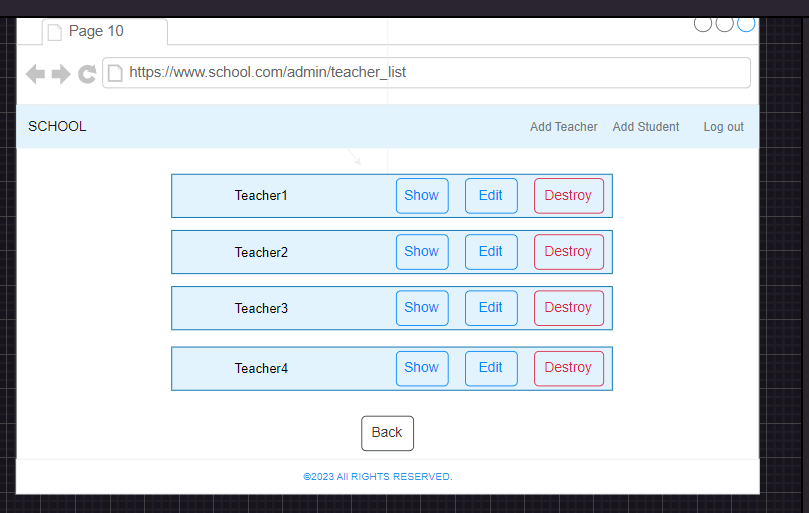 Page 10
https://www.school.com/admin/teacher_list
SCHOOL Add Teacher Add Student Log out
Teacher1 Show Edit Destroy
Teacher2 Show Edit Destroy
Teacher3 Show Edit Destroy
Teacher4 Show Edit Destroy
Back
©2023 All RIGHTS RESERVED.